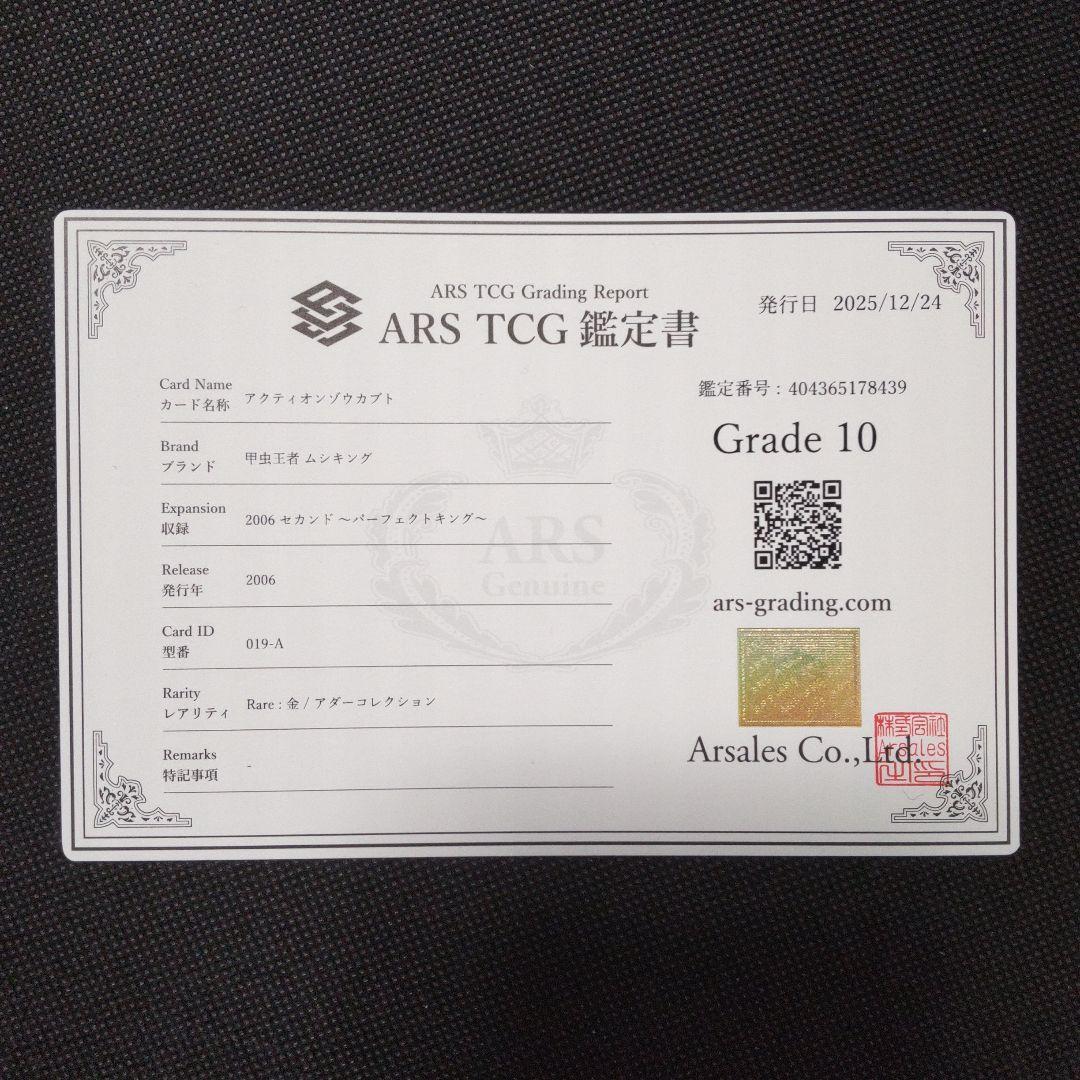 ARS TCG Grading Report
ARS TCG 鑑定書
発行日 2025/12/24
Card Name
カード名称 アクティオンゾウカブト
Brand
ブランド 甲虫王者 ムシキング
Expansion
収録 2006 セカンド ～パーフェクトキング～
Release
発行年 2006
Card ID
型番 019-A
Rarity
レアリティ Rare : 金 / アダーコレクション
Remarks
特記事項 -
ARS
Genuine
鑑定番号 : 404365178439
Grade 10
ars-grading.com
Arsales Co.,Ltd.
株式会社
Arsales